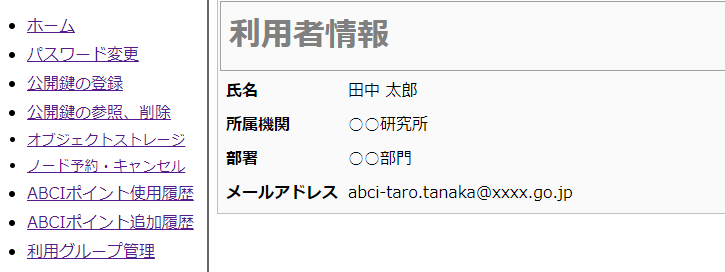 ホーム
パスワード変更
公開鍵の登録
公開鍵の参照、削除
オブジェクトストレージ
ノード予約・キャンセル
ABCIポイント使用履歴
ABCIポイント追加履歴
利用グループ管理
利用者情報
氏名 田中 太郎
所属機関 ○○研究所
部署 ○○部門
メールアドレス abci-taro.tanaka@xxxx.go.jp